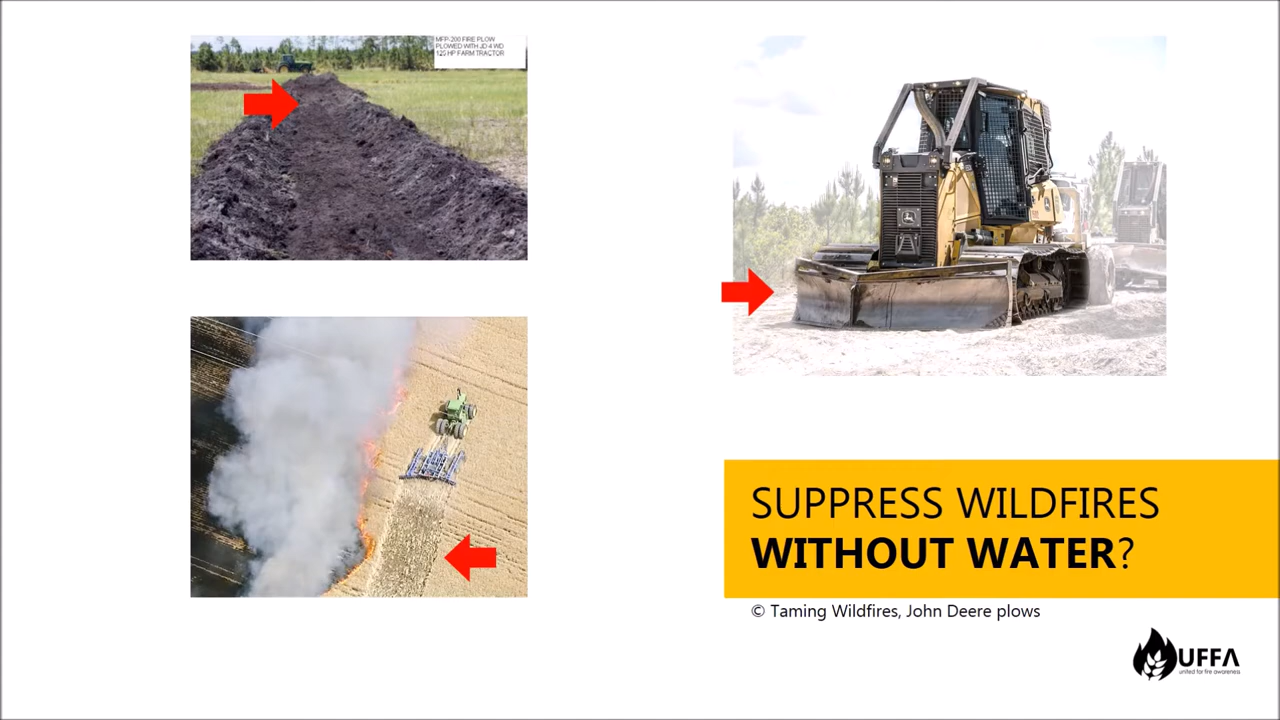 MFP-200 FIRE PLOW
PLOWED WITH JD 4 WD
125 HP FARM TRACTOR
SUPPRESS WILDFIRES
WITHOUT WATER?
© Taming Wildfires, John Deere plows
UFFA
united for fire awareness